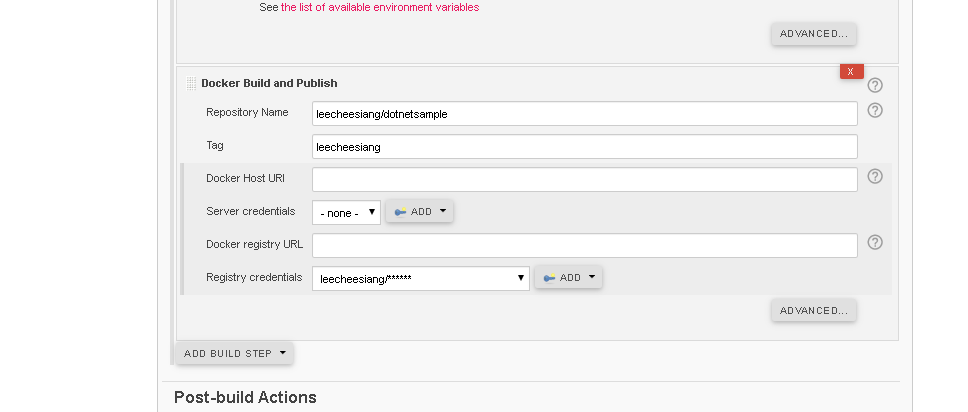 See the list of available environment variables
ADVANCED...
X
Docker Build and Publish
Repository Name
leecheesiang/dotnetsample
Tag
leecheesiang
Docker Host URI
Server credentials
- none -
ADD
Docker registry URL
Registry credentials
leecheesiang/******
ADD
ADVANCED...
ADD BUILD STEP
Post-build Actions